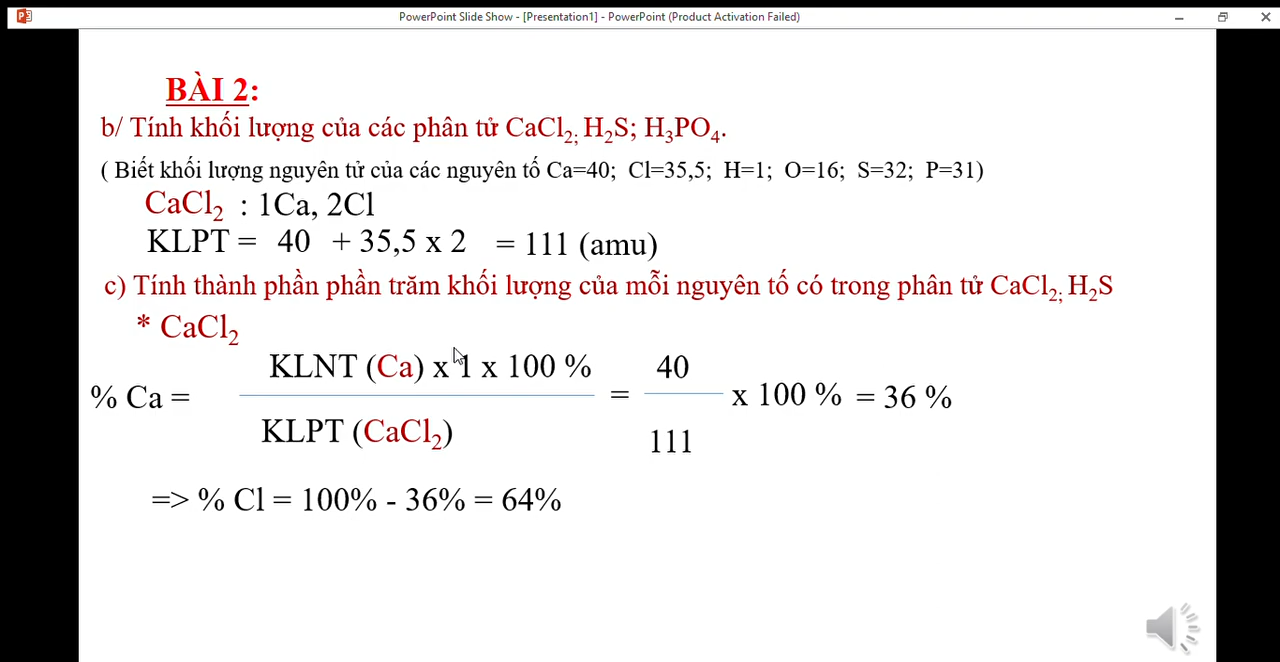 PowerPoint Slide Show - [Presentation1] - PowerPoint (Product Activation Failed)
BÀI 2:
b/ Tính khối lượng của các phân tử CaCl₂; H₂S; H₃PO₄.
( Biết khối lượng nguyên tử của các nguyên tố Ca=40; Cl=35,5; H=1; O=16; S=32; P=31)
CaCl₂ : 1Ca, 2Cl
KLPT = 40 + 35,5 x 2 = 111 (amu)
c) Tính thành phần phần trăm khối lượng của mỗi nguyên tố có trong phân tử CaCl₂; H₂S
* CaCl₂
KLNT (Ca) x 1 x 100 % 40
% Ca = = x 100 % = 36 %
KLPT (CaCl₂) 111
=> % Cl = 100% - 36% = 64%